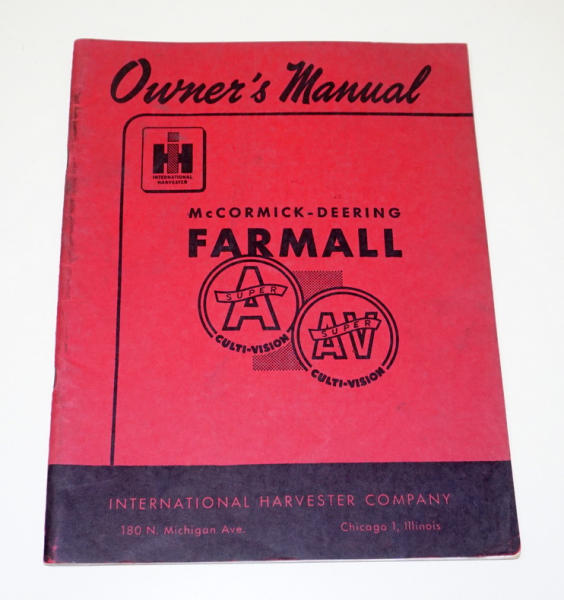 Owner's Manual
IH
INTERNATIONAL
HARVESTER
McCORMICK-DEERING
FARMALL
A
SUPER
CULTI-VISION
AV
SUPER
CULTI-VISION
INTERNATIONAL HARVESTER COMPANY
180 N. Michigan Ave. Chicago 1, Illinois